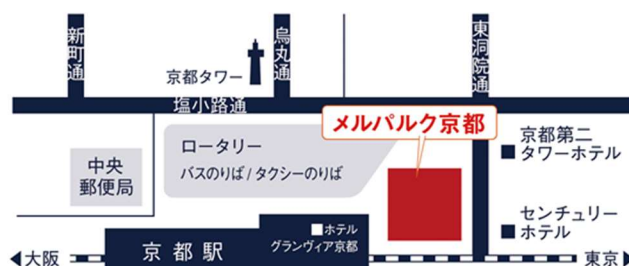 新町通
烏丸通
東洞院通
京都タワー
塩小路通
メルパルク京都
京都第二
タワーホテル
ロータリー
バスのりば / タクシーのりば
中央
郵便局
センチュリー
ホテル
ホテル
グランヴィア京都
京都駅
大阪
東京